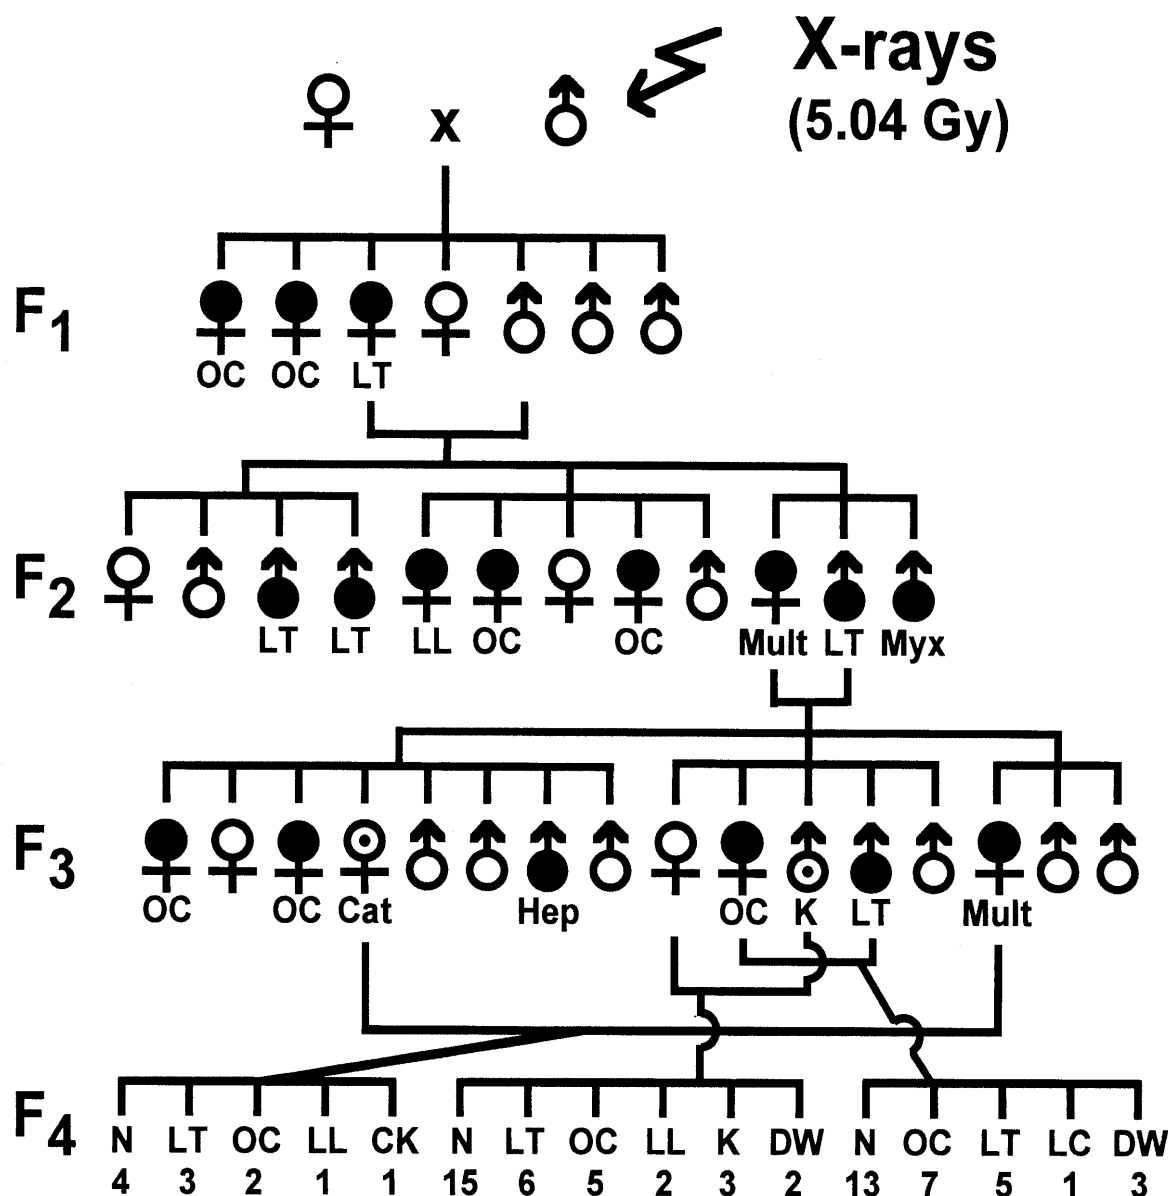 X-rays
(5.04 Gy)
x
F1
OC OC LT
F2
LT LT LL OC OC Mult LT Myx
F3
OC OC Cat Hep OC K LT Mult
F4
N LT OC LL CK N LT OC LL K DW N OC LT LC DW
4 3 2 1 1 15 6 5 2 3 2 13 7 5 1 3